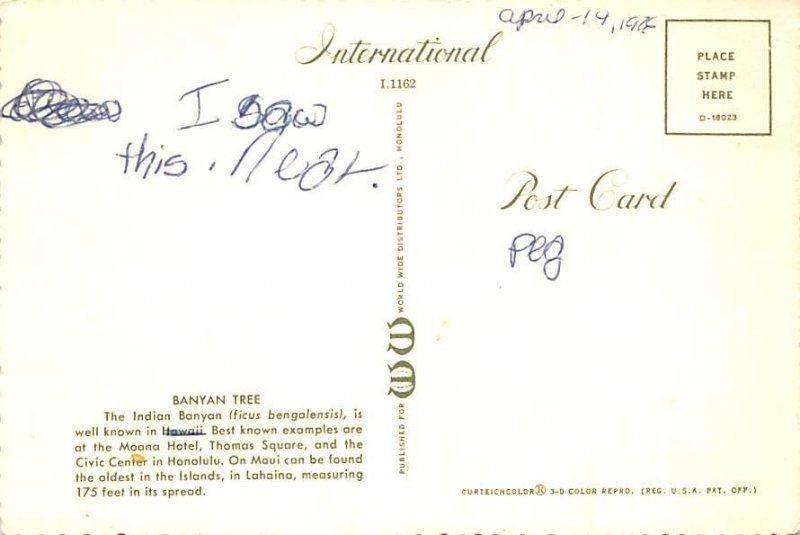 april-14, 19
International
I.1162
PLACE
STAMP
HERE
D-18023
I saw
this. Neat.
Post Card
Peg
PUBLISHED FOR WW WORLD WIDE DISTRIBUTORS LTD., HONOLULU
BANYAN TREE
The Indian Banyan (ficus bengalensis), is
well known in Hawaii. Best known examples are
at the Moana Hotel, Thomas Square, and the
Civic Center in Honolulu. On Maui can be found
the oldest in the Islands, in Lahaina, measuring
175 feet in its spread.
CURTEICHCOLOR® 3-D COLOR REPRO. (REG. U.S.A. PAT. OFF.)